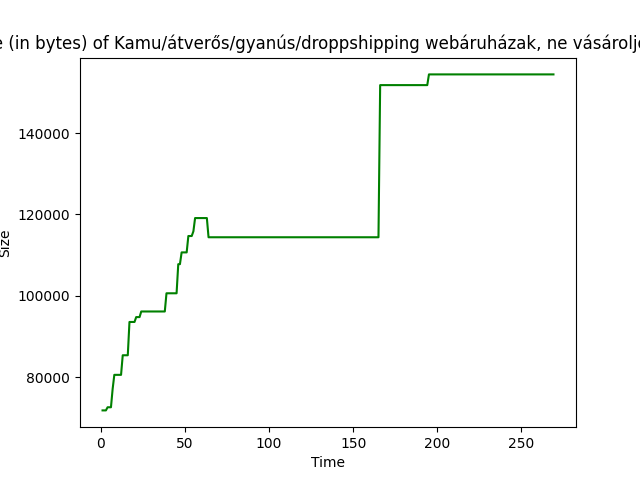 (in bytes) of Kamu/átverős/gyanús/droppshipping webáruházak, ne vásárolj
140000
120000
100000
80000
Size
0 50 100 150 200 250
Time